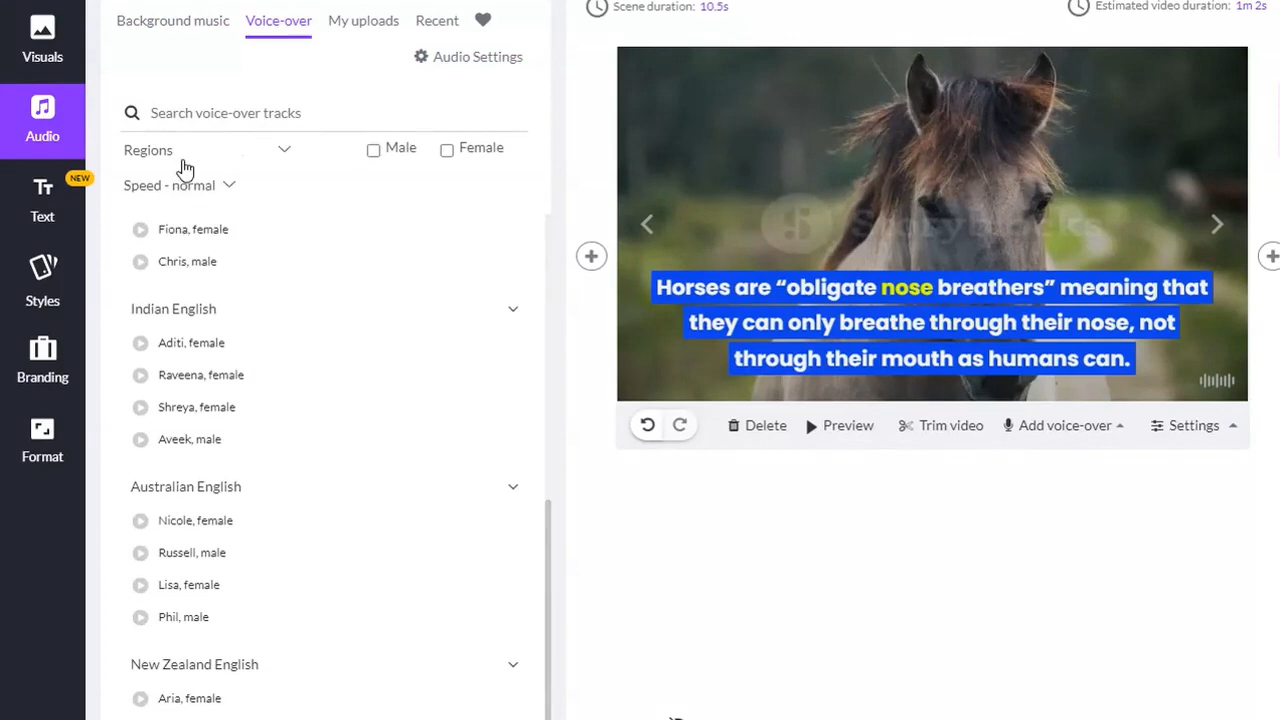 Visuals
Audio
NEW
Text
Styles
Branding
Format
Background music
Voice-over
My uploads
Recent
Audio Settings
Search voice-over tracks
Regions
Male
Female
Speed - normal
Fiona, female
Chris, male
Indian English
Aditi, female
Raveena, female
Shreya, female
Aveek, male
Australian English
Nicole, female
Russell, male
Lisa, female
Phil, male
New Zealand English
Aria, female
Scene duration: 10.5s
Estimated video duration: 1m 2s
Storyblocks
Horses are “obligate nose breathers” meaning that
they can only breathe through their nose, not
through their mouth as humans can.
Delete
Preview
Trim video
Add voice-over
Settings